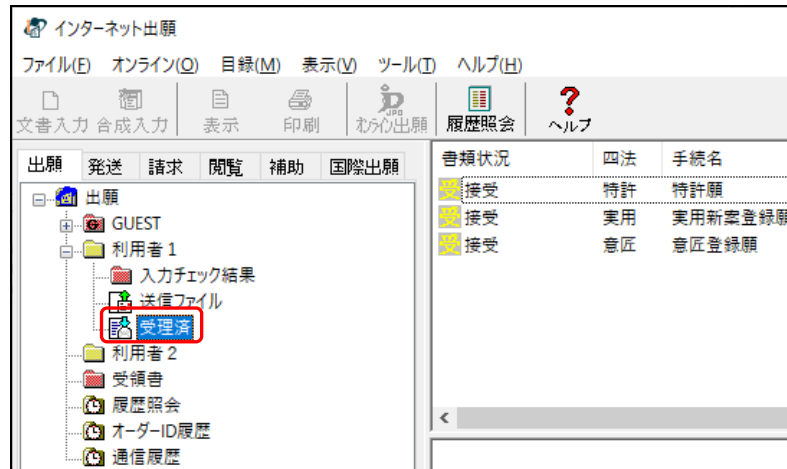 インターネット出願
ファイル(F) オンライン(O) 目録(M) 表示(V) ツール(T) ヘルプ(H)
文書入力 合成入力 表示 印刷 オンライン出願 履歴照会 ヘルプ
出願 発送 請求 閲覧 補助 国際出願
出願
GUEST
利用者1
入力チェック結果
送信ファイル
受理済
利用者2
受領書
履歴照会
オーダーID履歴
通信履歴
書類状況 四法 手続名
受 接受 特許 特許願
受 接受 実用 実用新案登録願
受 接受 意匠 意匠登録願